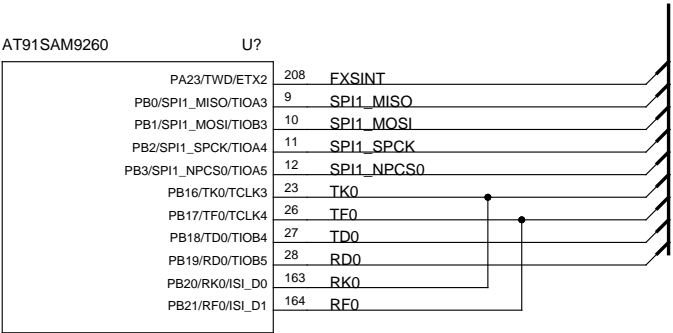 AT91SAM9260 U?
PA23/TWD/ETX2 208 FXSINT
PB0/SPI1_MISO/TIOA3 9 SPI1_MISO
PB1/SPI1_MOSI/TIOB3 10 SPI1_MOSI
PB2/SPI1_SPCK/TIOA4 11 SPI1_SPCK
PB3/SPI1_NPCS0/TIOA5 12 SPI1_NPCS0
PB16/TK0/TCLK3 23 TK0
PB17/TF0/TCLK4 26 TF0
PB18/TD0/TIOB4 27 TD0
PB19/RD0/TIOB5 28 RD0
PB20/RK0/ISI_D0 163 RK0
PB21/RF0/ISI_D1 164 RF0